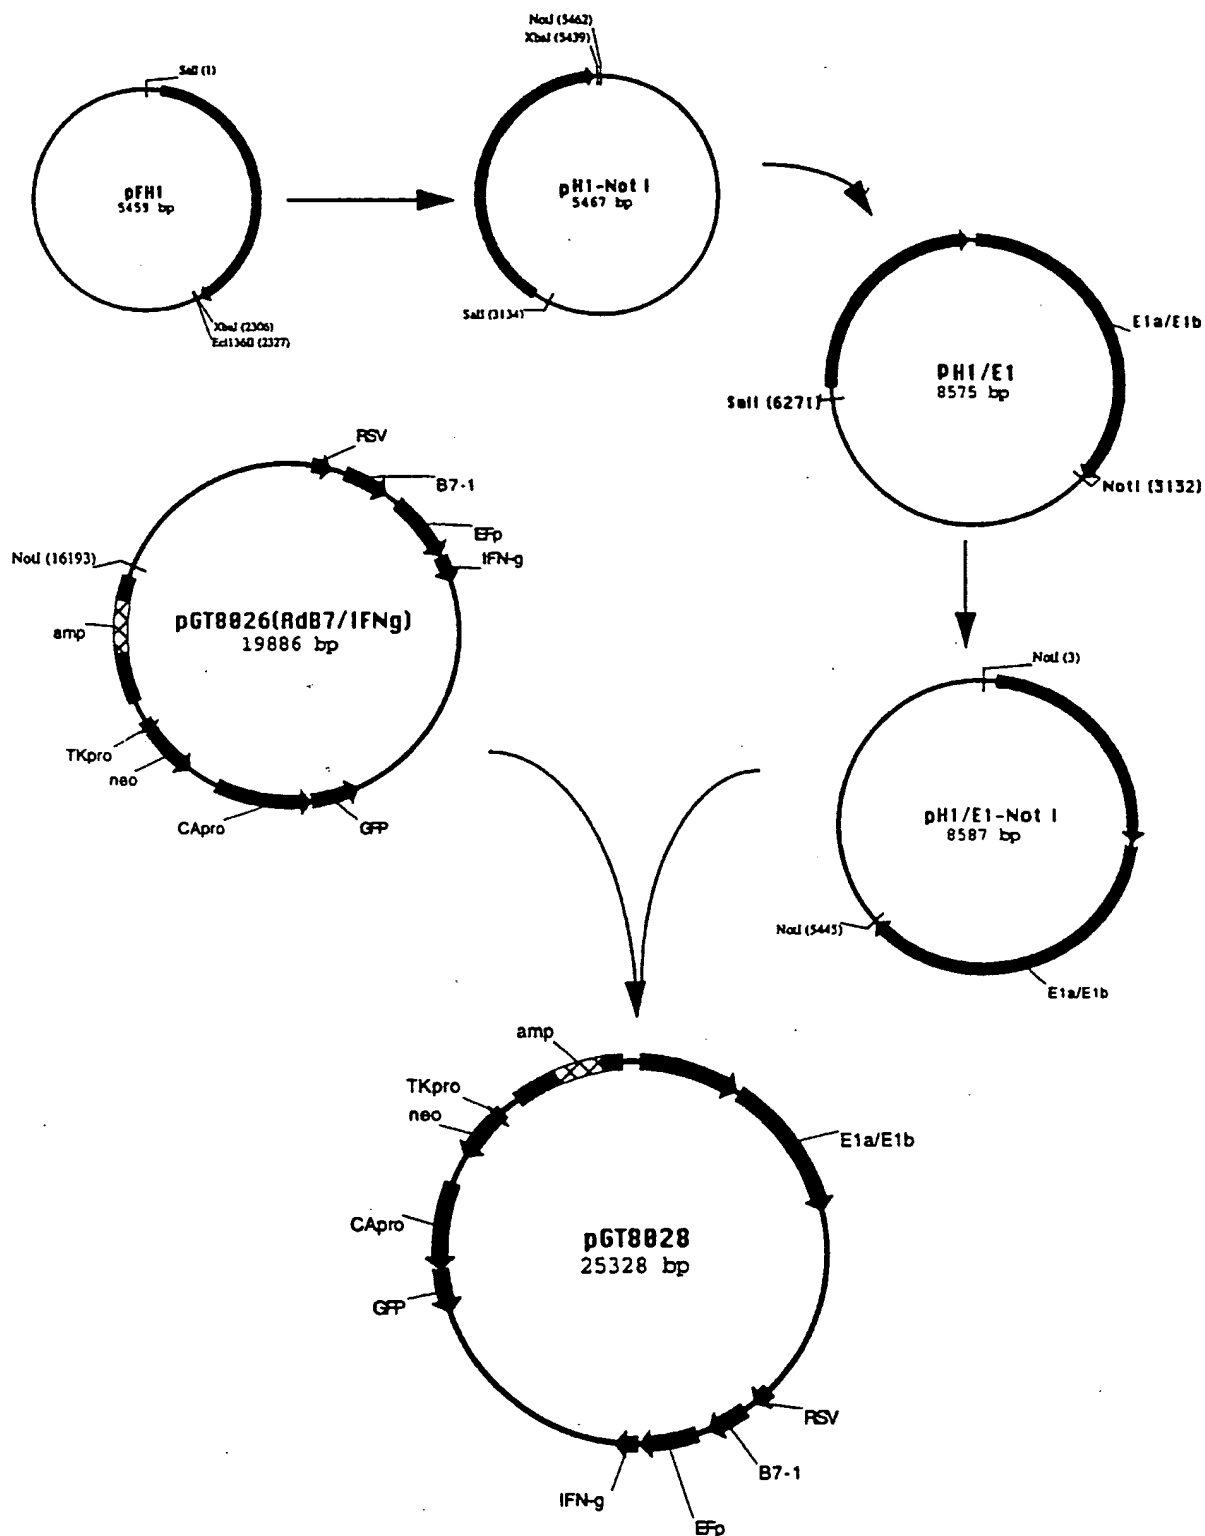 SalI (1)
pFH1
5453 bp
XbaI (2306)
Ecl136II (2327)
NotI (5462)
XbaI (5439)
pH1-Not I
5467 bp
SalI (3134)
E1a/E1b
pH1/E1
8575 bp
SalI (6271)
NotI (3132)
RSV
B7-1
EFp
IFN-g
NotI (16193)
pGT8026(AdB7/IFNg)
19886 bp
amp
TKpro
neo
CApro
GFP
NotI (3)
pH1/E1-Not I
8587 bp
NotI (5445)
E1a/E1b
amp
TKpro
neo
E1a/E1b
CApro
pGT8028
25328 bp
GFP
RSV
B7-1
IFN-g
EFp